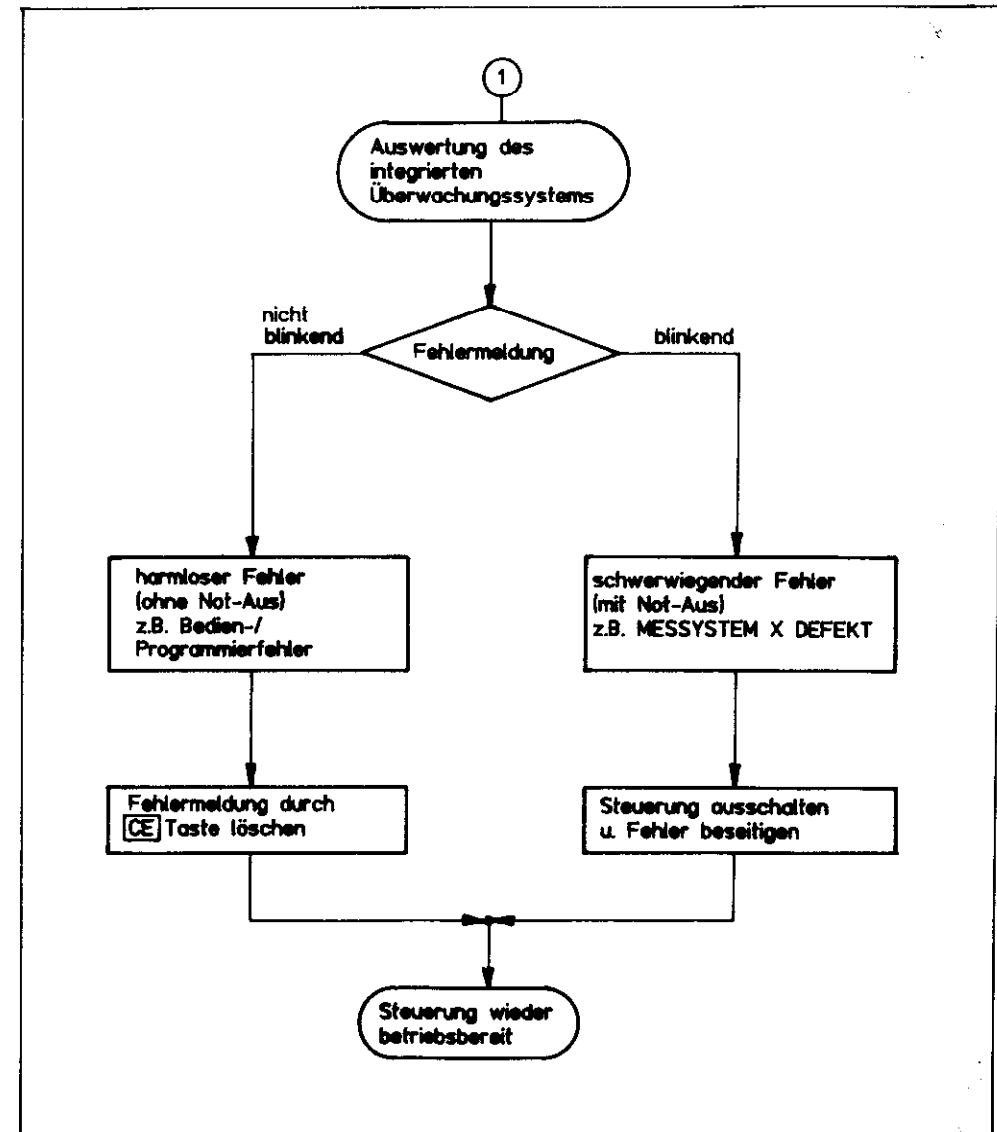 1
Auswertung des
integrierten
Überwachungssystems
nicht
blinkend
Fehlermeldung
blinkend
harmloser Fehler
(ohne Not-Aus)
z.B. Bedien-/
Programmierfehler
schwerwiegender Fehler
(mit Not-Aus)
z.B. MESSYSTEM X DEFEKT
Fehlermeldung durch
CE Taste löschen
Steuerung ausschalten
u. Fehler beseitigen
Steuerung wieder
betriebsbereit